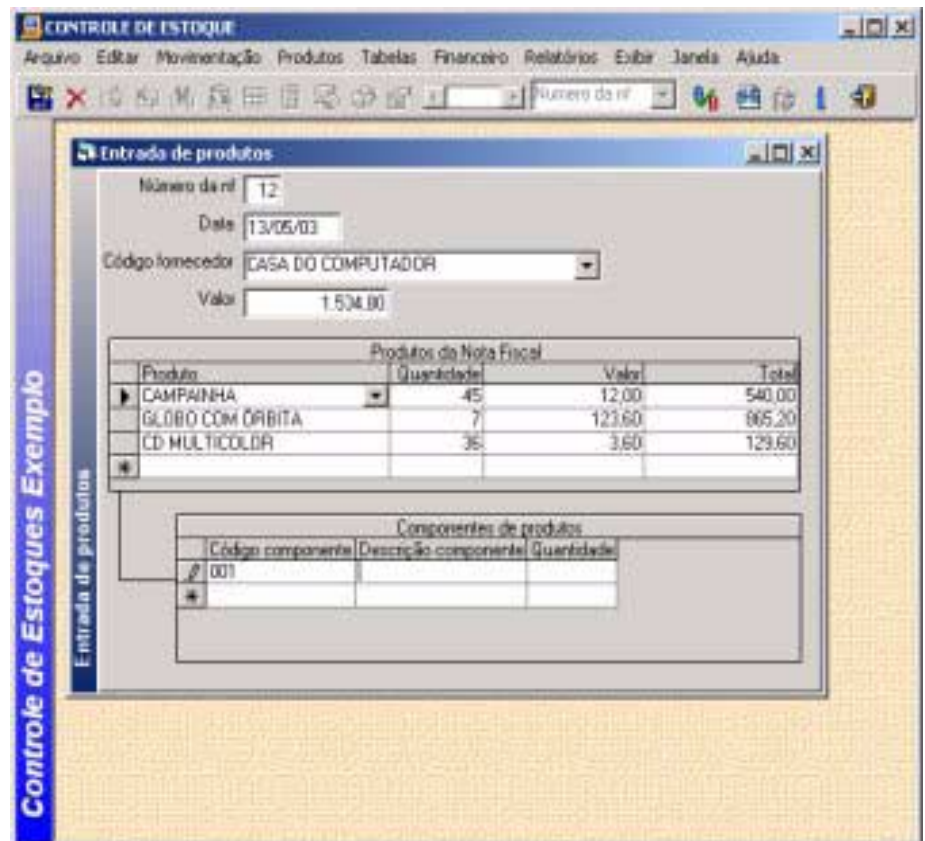 CONTROLE DE ESTOQUE
Arquivo Editar Movimentação Produtos Tabelas Financeiro Relatórios Exibir Janela Ajuda
Número da nf
Entrada de produtos
Número da nf 12
Data 13/05/03
Código fornecedor CASA DO COMPUTADOR
Valor 1.534,80
Produtos da Nota Fiscal
Produto Quantidade Valor Total
CAMPAINHA 45 12,00 540,00
GLOBO COM ÓRBITA 7 123,60 865,20
CD MULTICOLOR 36 3,60 129,60
Componentes de produtos
Código componente Descrição componente Quantidade
001
Entrada de produtos
Controle de Estoques Exemplo